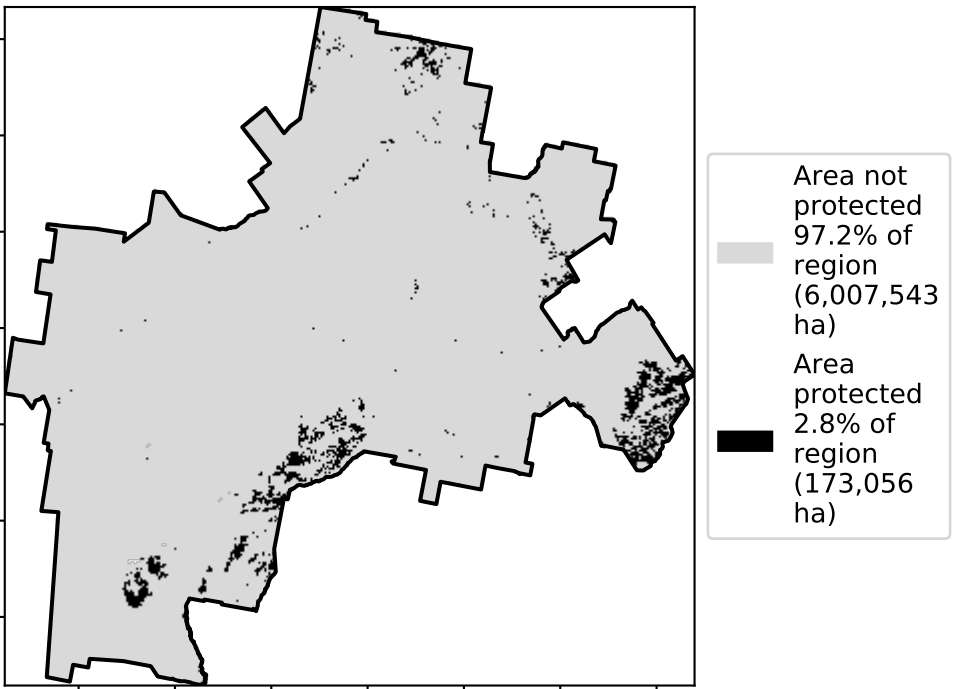 Area not
protected
97.2% of
region
(6,007,543
ha)
Area
protected
2.8% of
region
(173,056
ha)